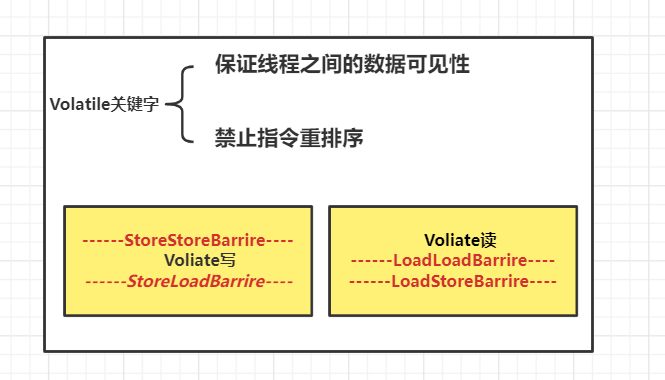 保证线程之间的数据可见性
Volatile关键字
禁止指令重排序
------StoreStoreBarrire----
Voliate写
------StoreLoadBarrire----
Voliate读
------LoadLoadBarrire----
------LoadStoreBarrire----